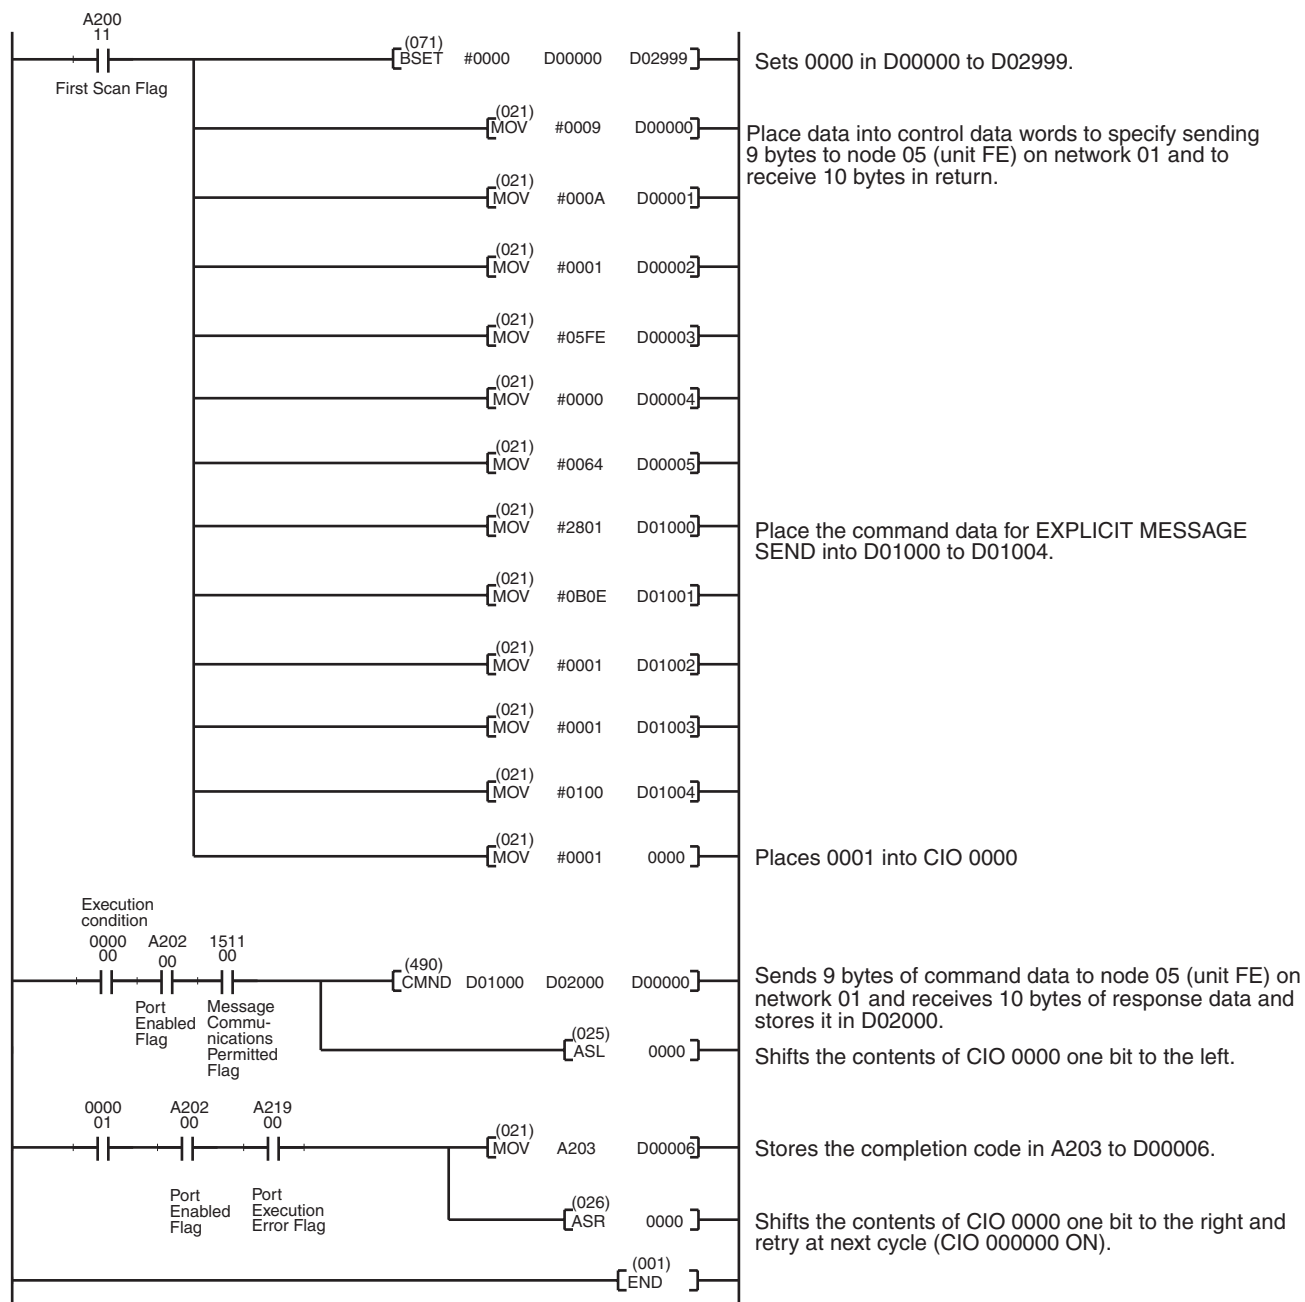 A200
11
First Scan Flag
(071)
BSET #0000 D00000 D02999
Sets 0000 in D00000 to D02999.
(021)
MOV #0009 D00000
Place data into control data words to specify sending
9 bytes to node 05 (unit FE) on network 01 and to
receive 10 bytes in return.
(021)
MOV #000A D00001
(021)
MOV #0001 D00002
(021)
MOV #05FE D00003
(021)
MOV #0000 D00004
(021)
MOV #0064 D00005
(021)
MOV #2801 D01000
Place the command data for EXPLICIT MESSAGE
SEND into D01000 to D01004.
(021)
MOV #0B0E D01001
(021)
MOV #0001 D01002
(021)
MOV #0001 D01003
(021)
MOV #0100 D01004
(021)
MOV #0001 0000
Places 0001 into CIO 0000
Execution
condition
0000 A202 1511
00 00 00
Port
Enabled
Flag
Message
Commu-
nications
Permitted
Flag
(490)
CMND D01000 D02000 D00000
Sends 9 bytes of command data to node 05 (unit FE) on
network 01 and receives 10 bytes of response data and
stores it in D02000.
(025)
ASL 0000
Shifts the contents of CIO 0000 one bit to the left.
0000 A202 A219
01 00 00
Port
Enabled
Flag
Port
Execution
Error Flag
(021)
MOV A203 D00006
Stores the completion code in A203 to D00006.
(026)
ASR 0000
Shifts the contents of CIO 0000 one bit to the right and
retry at next cycle (CIO 000000 ON).
(001)
END